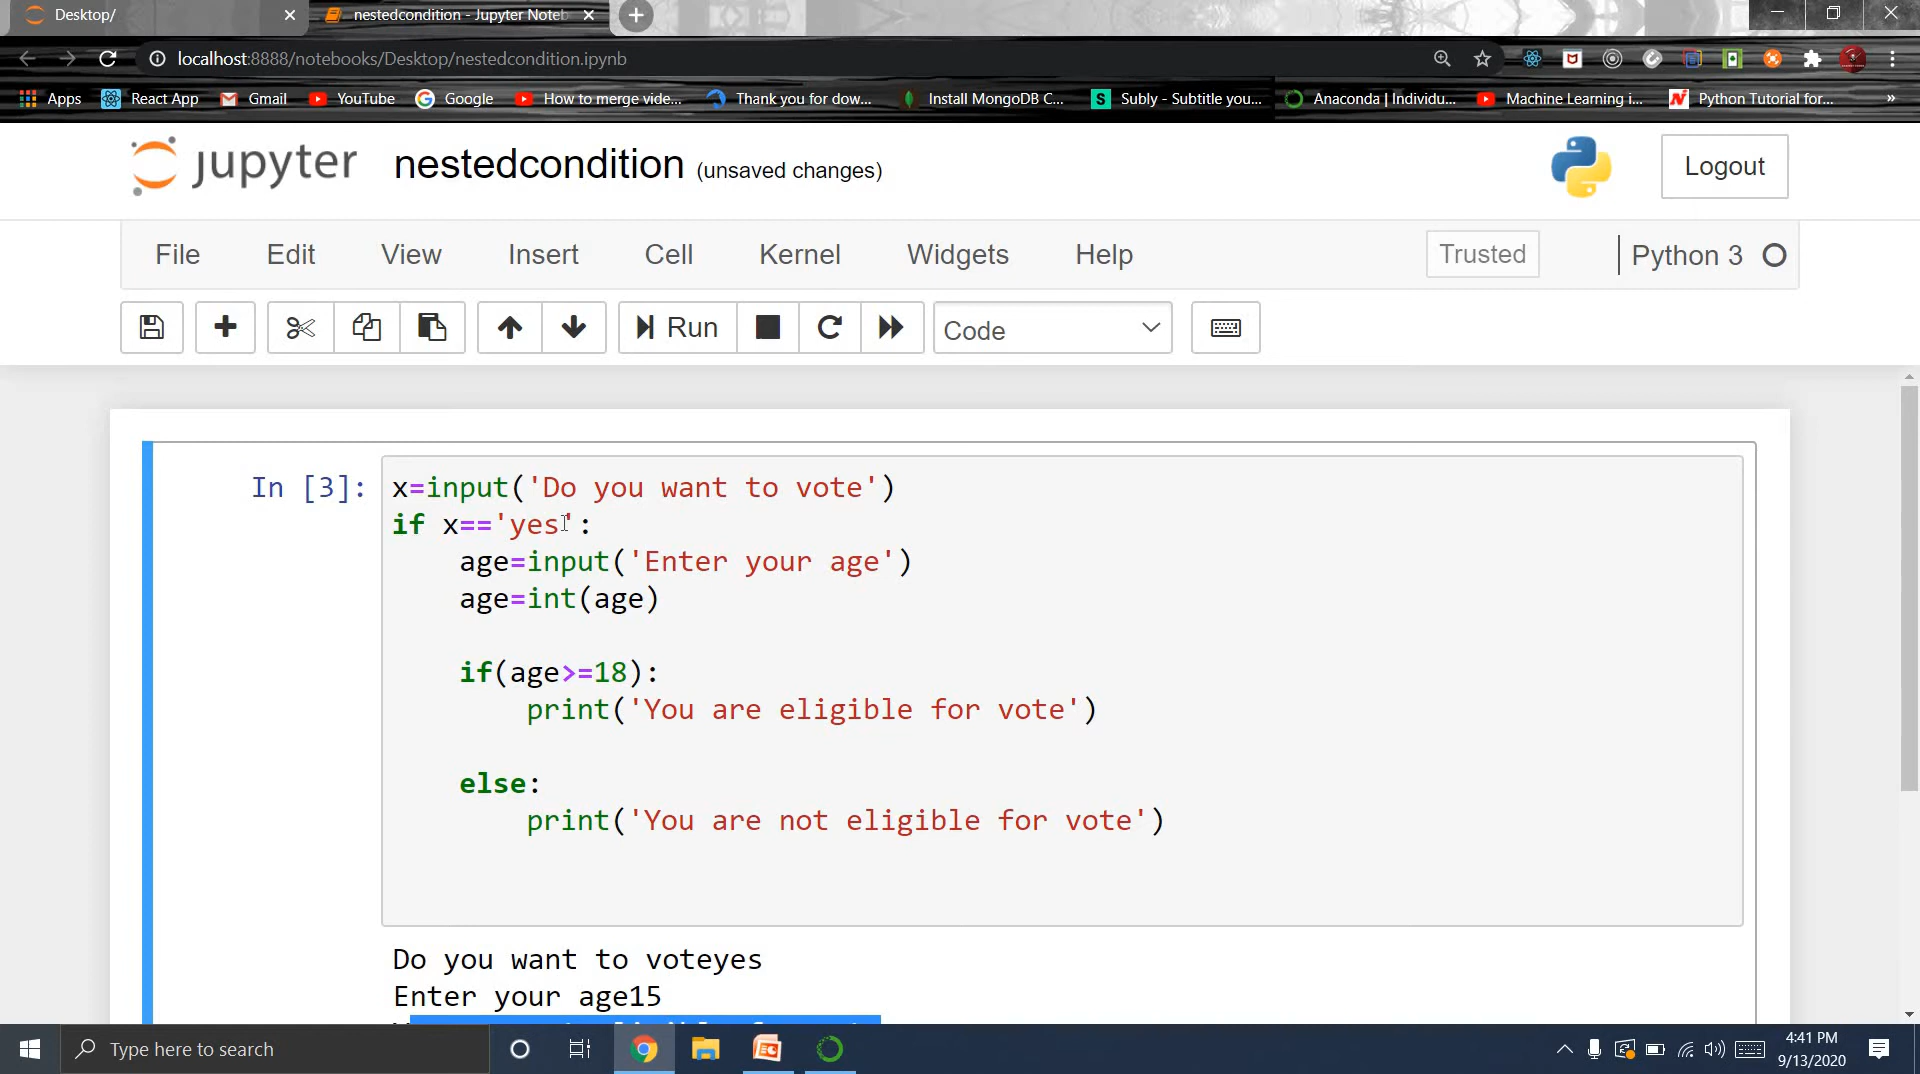 Desktop/
nestedcondition - Jupyter Noteb
localhost:8888/notebooks/Desktop/nestedcondition.ipynb
Apps React App Gmail YouTube Google How to merge vide... Thank you for dow... Install MongoDB C... Subly - Subtitle you... Anaconda | Individu... Machine Learning i... Python Tutorial for... »
jupyter nestedcondition (unsaved changes) Logout
File Edit View Insert Cell Kernel Widgets Help Trusted Python 3
Run Code
In [3]: x=input('Do you want to vote')
if x=='yes':
    age=input('Enter your age')
    age=int(age)
    if(age>=18):
        print('You are eligible for vote')
    else:
        print('You are not eligible for vote')
Do you want to voteyes
Enter your age15
Type here to search
4:41 PM
9/13/2020